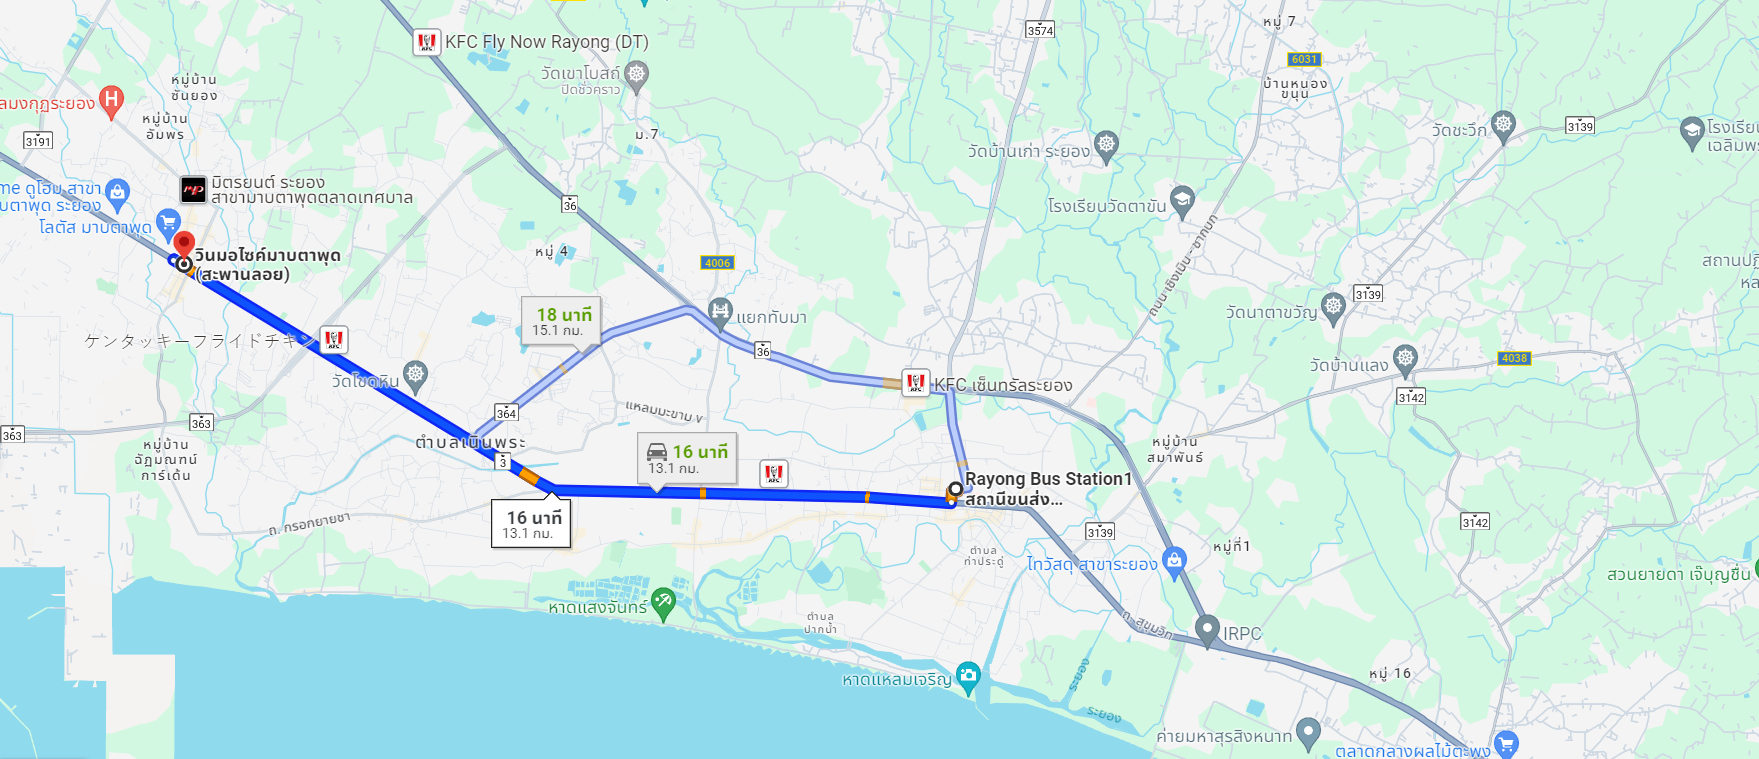 หมู่ 7
KFC Fly Now Rayong (DT)
3574
6031
วัดเขาโบสถ์
ปิดชั่วคราว
หมู่บ้าน
ชันยอง
บ้านหนอง
ขนุน
ลมงกุฎระยอง
หมู่บ้าน
อัมพร
ม.7
3191
วัดชะวึก
3139
โรงเรียน
เฉลิมพร
วัดบ้านเก่า ระยอง
me ดูโฮม สาขา
บตาพุด ระยอง
มิตรยนต์ ระยอง
สาขามาบตาพุดตลาดเทศบาล
36
โรงเรียนวัดตาขัน
โลตัส มาบตาพุด
ถนน เชิงเนิน - ชากบก
วินมอไซค์มาบตาพุด
(สะพานลอย)
หมู่ 4
4006
สถานปฏิ
หล
3139
18 นาที
15.1 กม.
แยกทับมา
วัดนาตาขวัญ
ケンタッキーフライドチキ
36
4038
วัดโขดหิน
KFC เซ็นทรัลระยอง
วัดบ้านแลง
3142
364
แหลมมะขาม ง
363
363
ตำบลเนินพระ
หมู่บ้าน
ฉัฏมณฑน์
การ์เด้น
หมู่บ้าน
สมาพันธ์
3
16 นาที
13.1 กม.
Rayong Bus Station1
สถานีขนส่ง...
16 นาที
13.1 กม.
ถ. กรอกยายชา
3139
3142
ตำบล
ท่าประดู่
หมู่ที่1
ไทวัสดุ สาขาระยอง
สวนยายดา เจ๊บุญชื่น
หาดแสงจันทร์
ตำบล
ปากน้ำ
ถ. สุขุมวิท
IRPC
หาดแหลมเจริญ
ระยอง
หมู่ 16
ระยอง
ค่ายมหาสุรสิงหนาท
ตลาดกลางผลไม้ตะพง